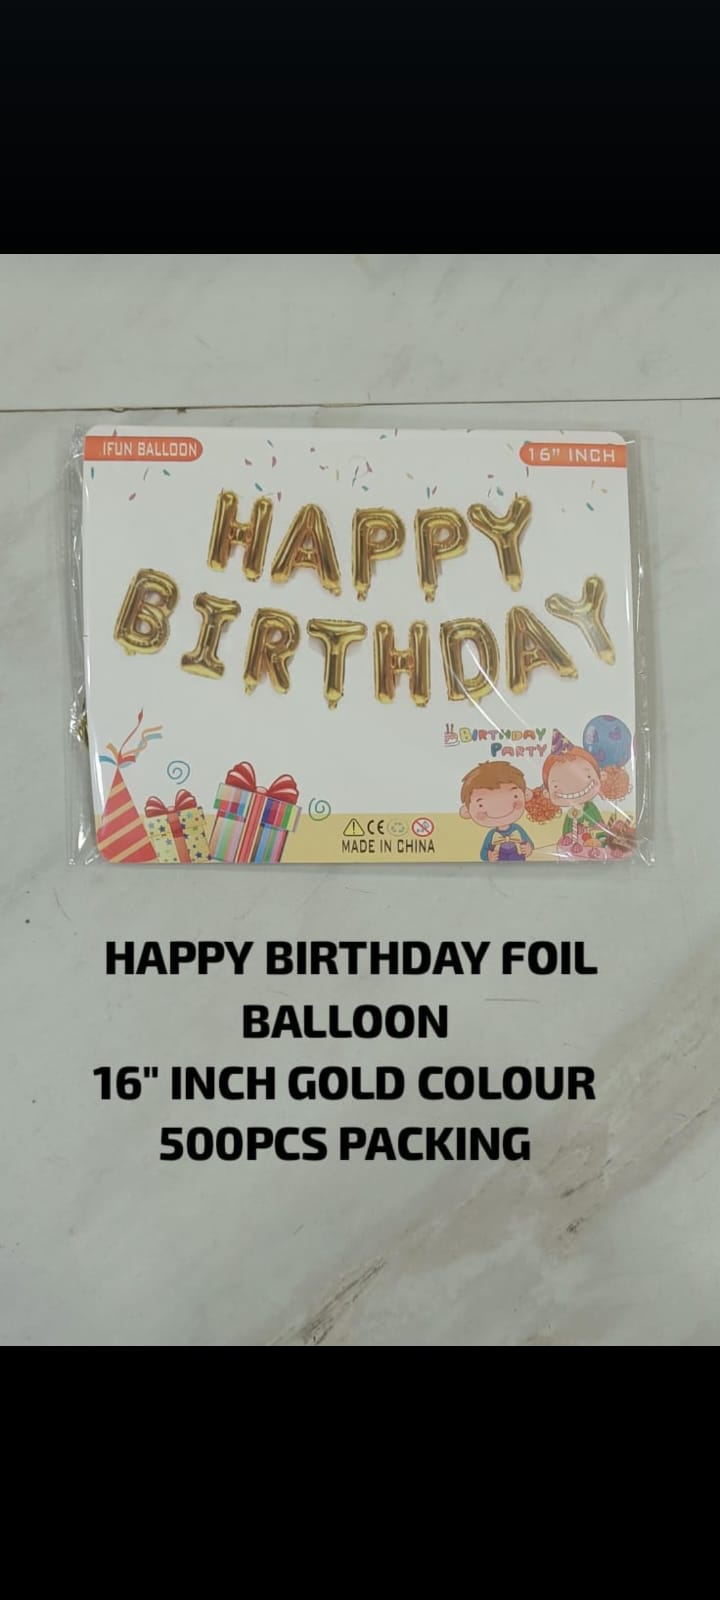 IFUN BALLOON
16" INCH
HAPPY
BIRTHDAY
BIRTHDAY
PARTY
CE
MADE IN CHINA
HAPPY BIRTHDAY FOIL
BALLOON
16" INCH GOLD COLOUR
500PCS PACKING